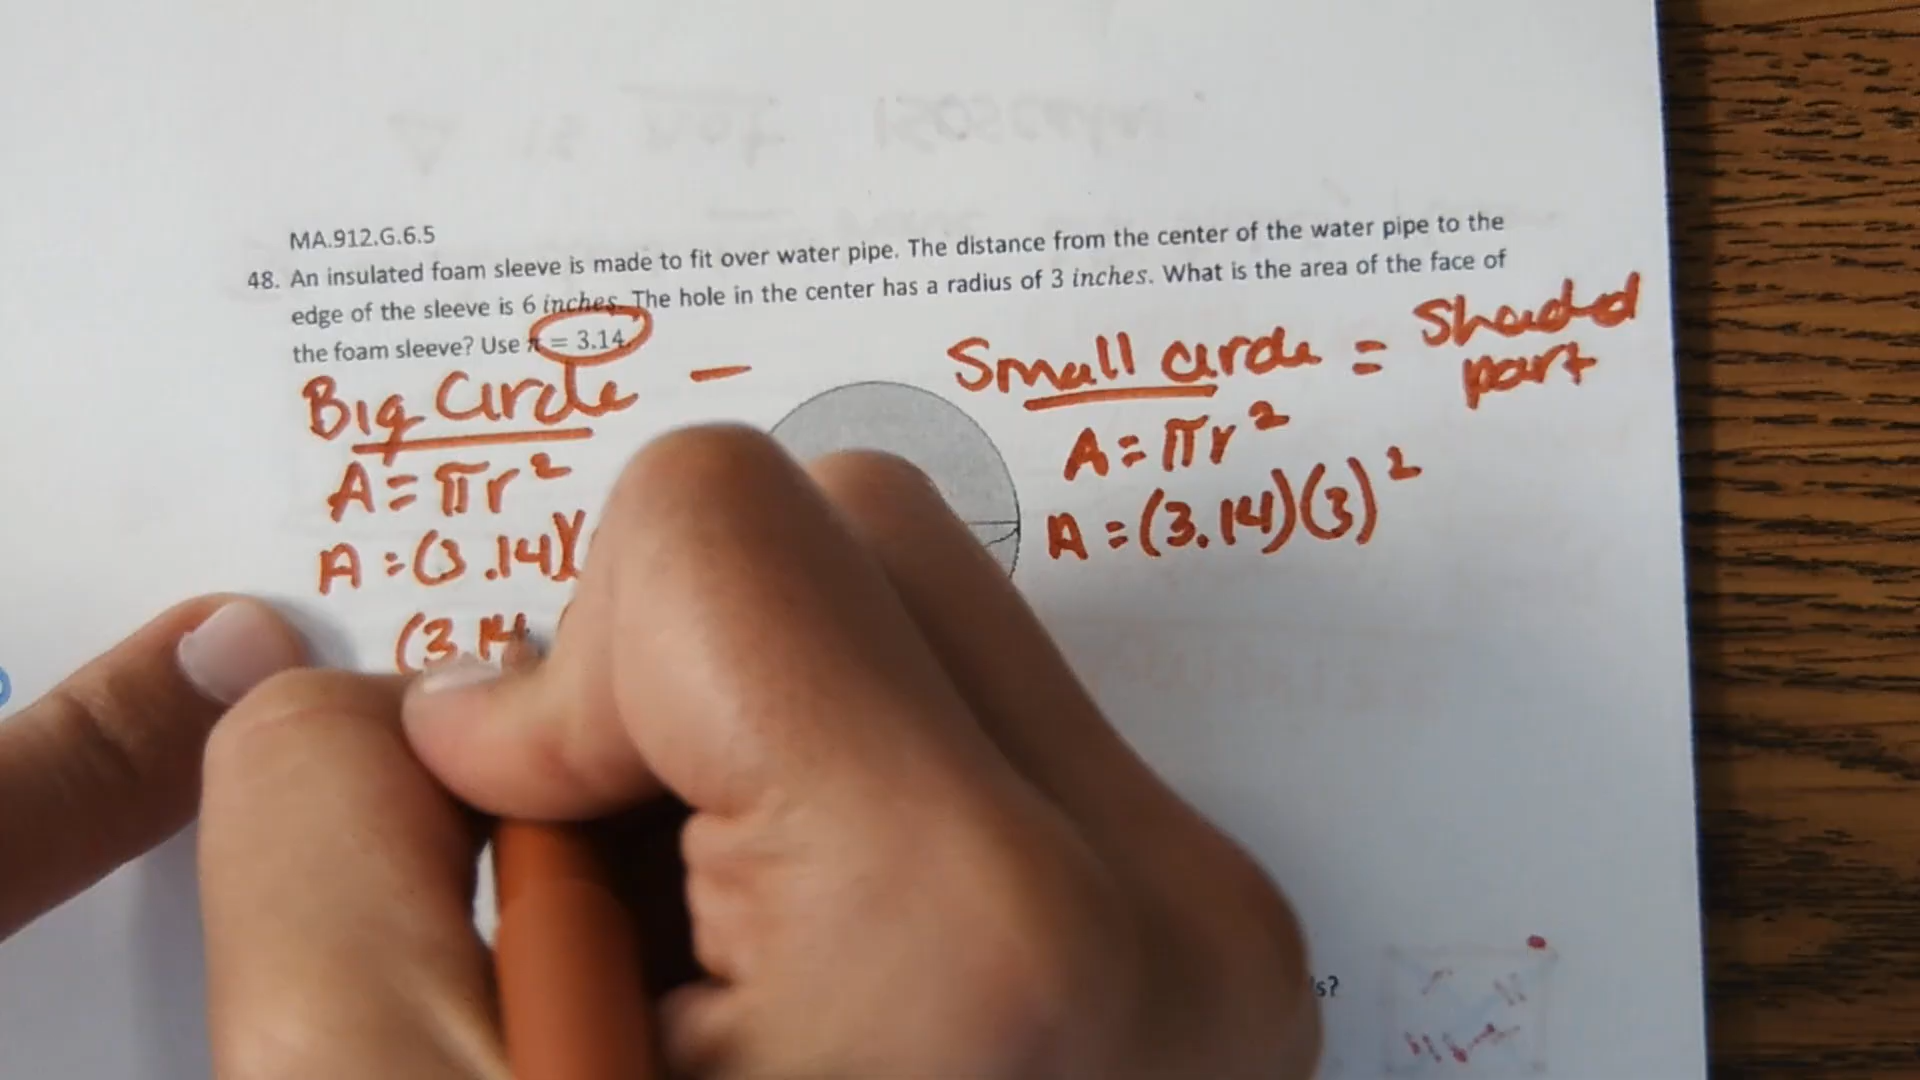 MA.912.G.6.5
48. An insulated foam sleeve is made to fit over water pipe. The distance from the center of the water pipe to the
edge of the sleeve is 6 inches. The hole in the center has a radius of 3 inches. What is the area of the face of
the foam sleeve? Use π = 3.14.
Big Circle - Small circle = Shaded part
A = πr²
A = (3.14)(
(3.14
A = πr²
A = (3.14)(3)²
s?